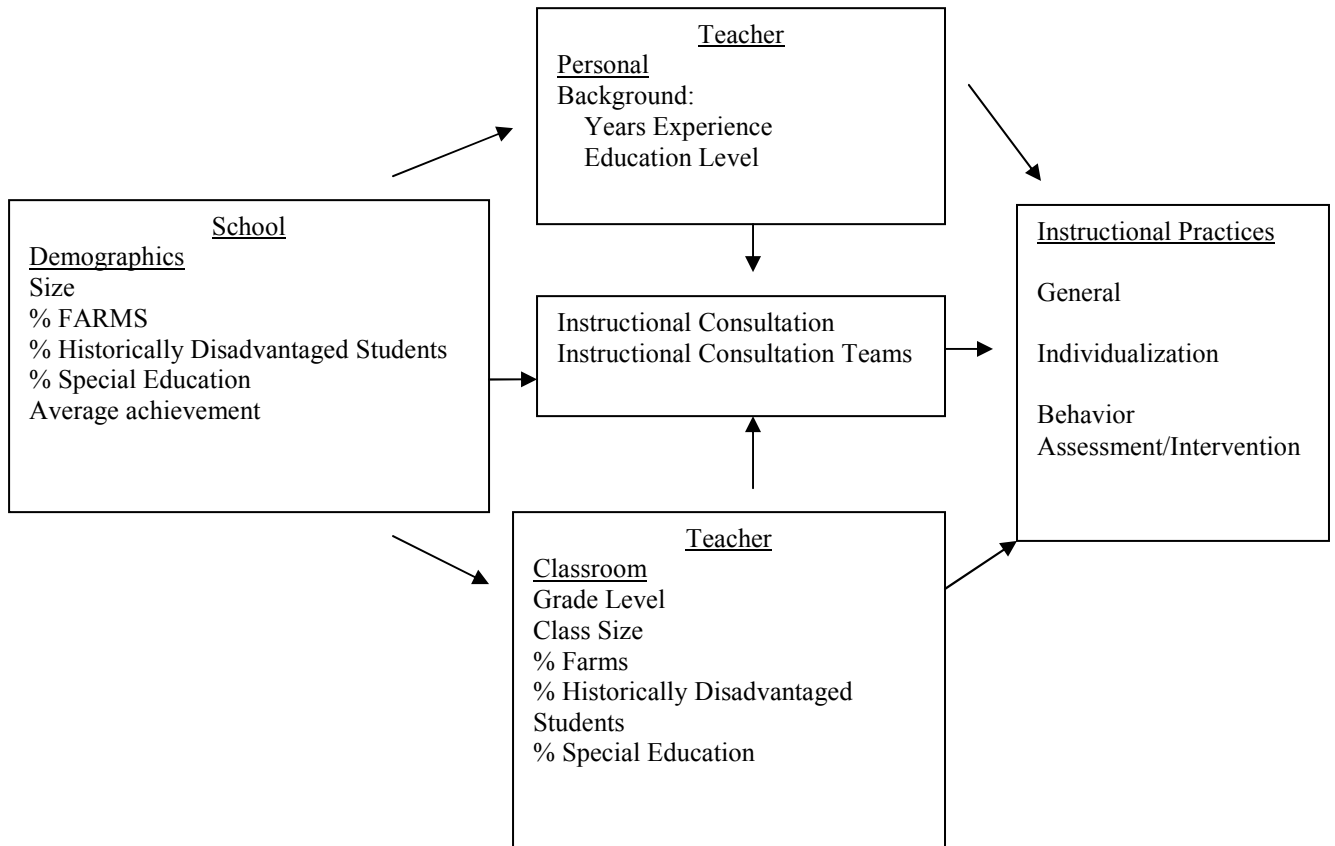 Teacher
Personal
Background:
Years Experience
Education Level
School
Demographics
Size
% FARMS
% Historically Disadvantaged Students
% Special Education
Average achievement
Instructional Consultation
Instructional Consultation Teams
Instructional Practices
General
Individualization
Behavior
Assessment/Intervention
Teacher
Classroom
Grade Level
Class Size
% Farms
% Historically Disadvantaged
Students
% Special Education